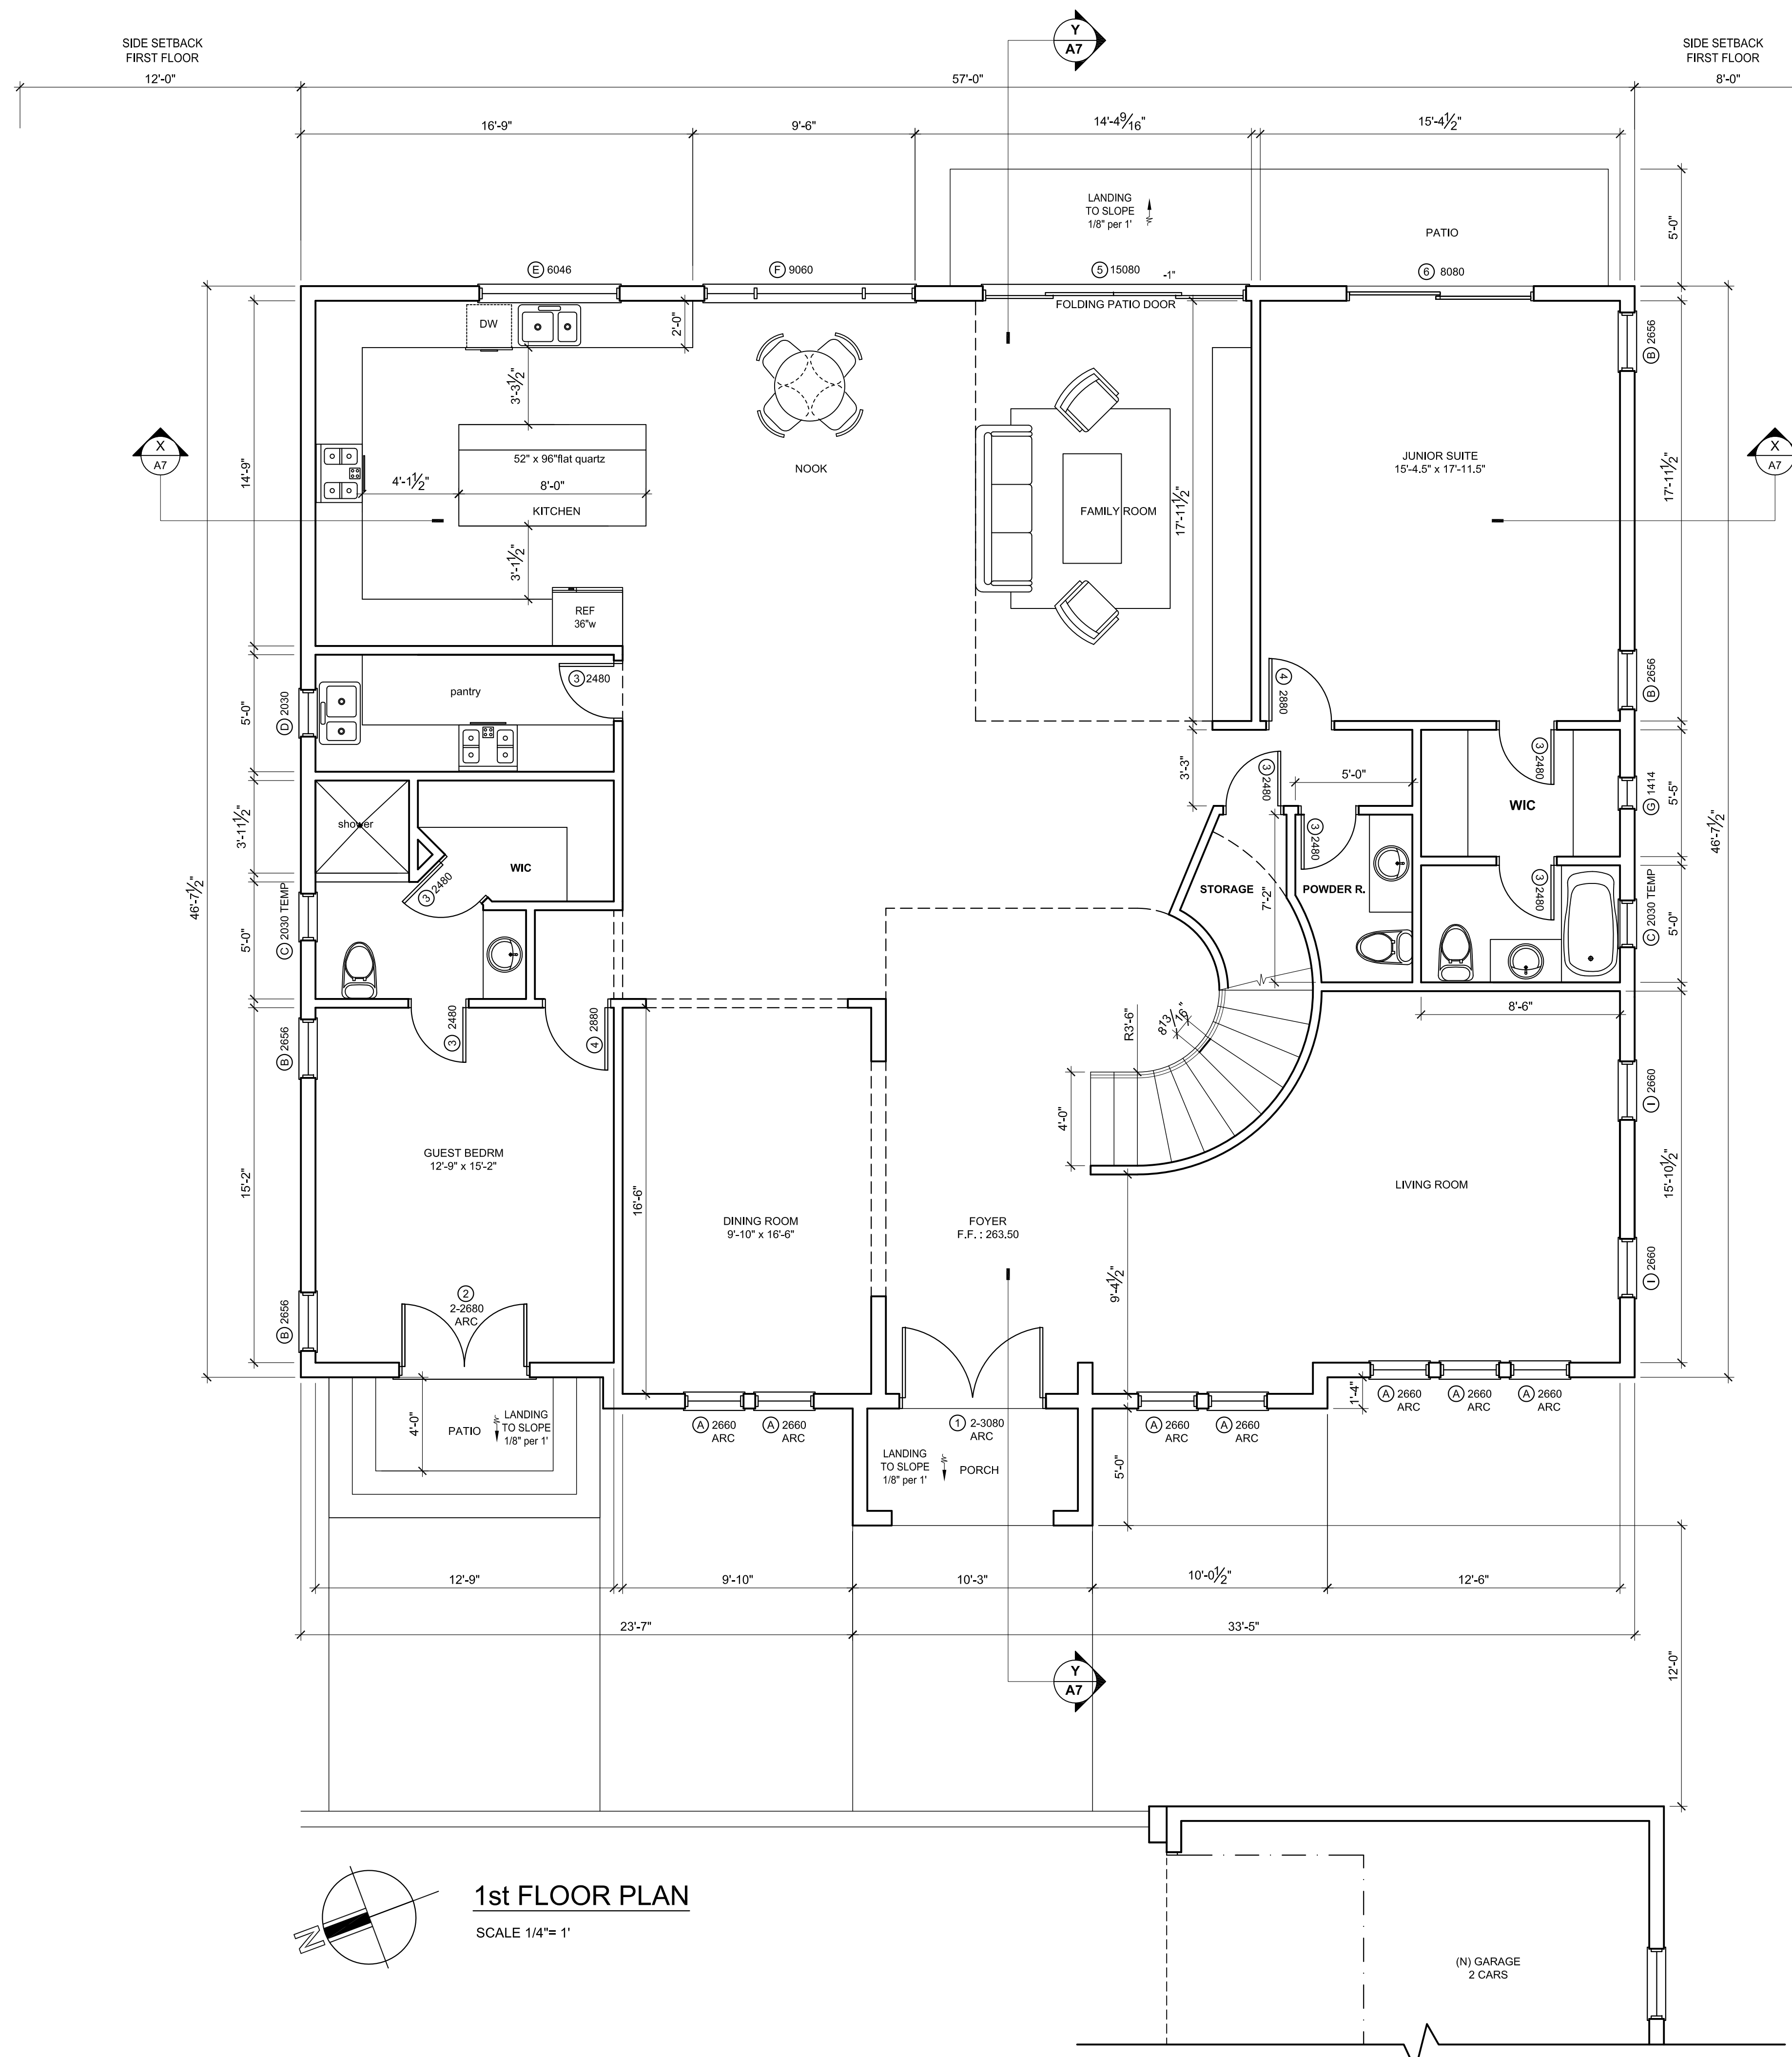 SIDE SETBACK
FIRST FLOOR
12'-0"
Y
A7
57'-0"
SIDE SETBACK
FIRST FLOOR
8'-0"
16'-9"
9'-6"
14'-4 9/16"
15'-4 1/2"
LANDING
TO SLOPE
1/8" per 1'
PATIO
5'-0"
E 6046
F 9060
5 15080
-1"
6 8080
FOLDING PATIO DOOR
DW
2'-0"
B 2656
3'-3 1/2"
X
A7
14'-9"
52" x 96"flat quartz
4'-1 1/2"
8'-0"
KITCHEN
NOOK
FAMILY ROOM
17'-11 1/2"
JUNIOR SUITE
15'-4.5" x 17'-11.5"
17'-11 1/2"
X
A7
3'-1 1/2"
REF
36"w
3 2480
pantry
D 2030
5'-0"
4 2880
B 2656
3'-3"
3 2480
5'-0"
3 2480
WIC
G 1414
5'-5"
46'-7 1/2"
46'-7 1/2"
3'-11 1/2"
shower
WIC
3 2480
3 2480
STORAGE
7'-2"
POWDER R.
3 2480
C 2030 TEMP
5'-0"
C 2030 TEMP
5'-0"
8'-6"
B 2656
3 2480
4 2880
R3'-6"
8 13/16"
4'-0"
I 2660
GUEST BEDRM
12'-9" x 15'-2"
15'-2"
16'-6"
DINING ROOM
9'-10" x 16'-6"
FOYER
F.F. : 263.50
9'-4 1/2"
LIVING ROOM
15'-10 1/2"
I 2660
B 2656
2
2-2680
ARC
4'-0"
PATIO
LANDING
TO SLOPE
1/8" per 1'
A 2660
ARC
A 2660
ARC
1 2-3080
ARC
LANDING
TO SLOPE
1/8" per 1'
PORCH
5'-0"
A 2660
ARC
A 2660
ARC
1'-4"
A 2660
ARC
A 2660
ARC
A 2660
ARC
12'-9"
9'-10"
10'-3"
10'-0 1/2"
12'-6"
23'-7"
33'-5"
12'-0"
Y
A7
N
1st FLOOR PLAN
SCALE 1/4"= 1'
(N) GARAGE
2 CARS